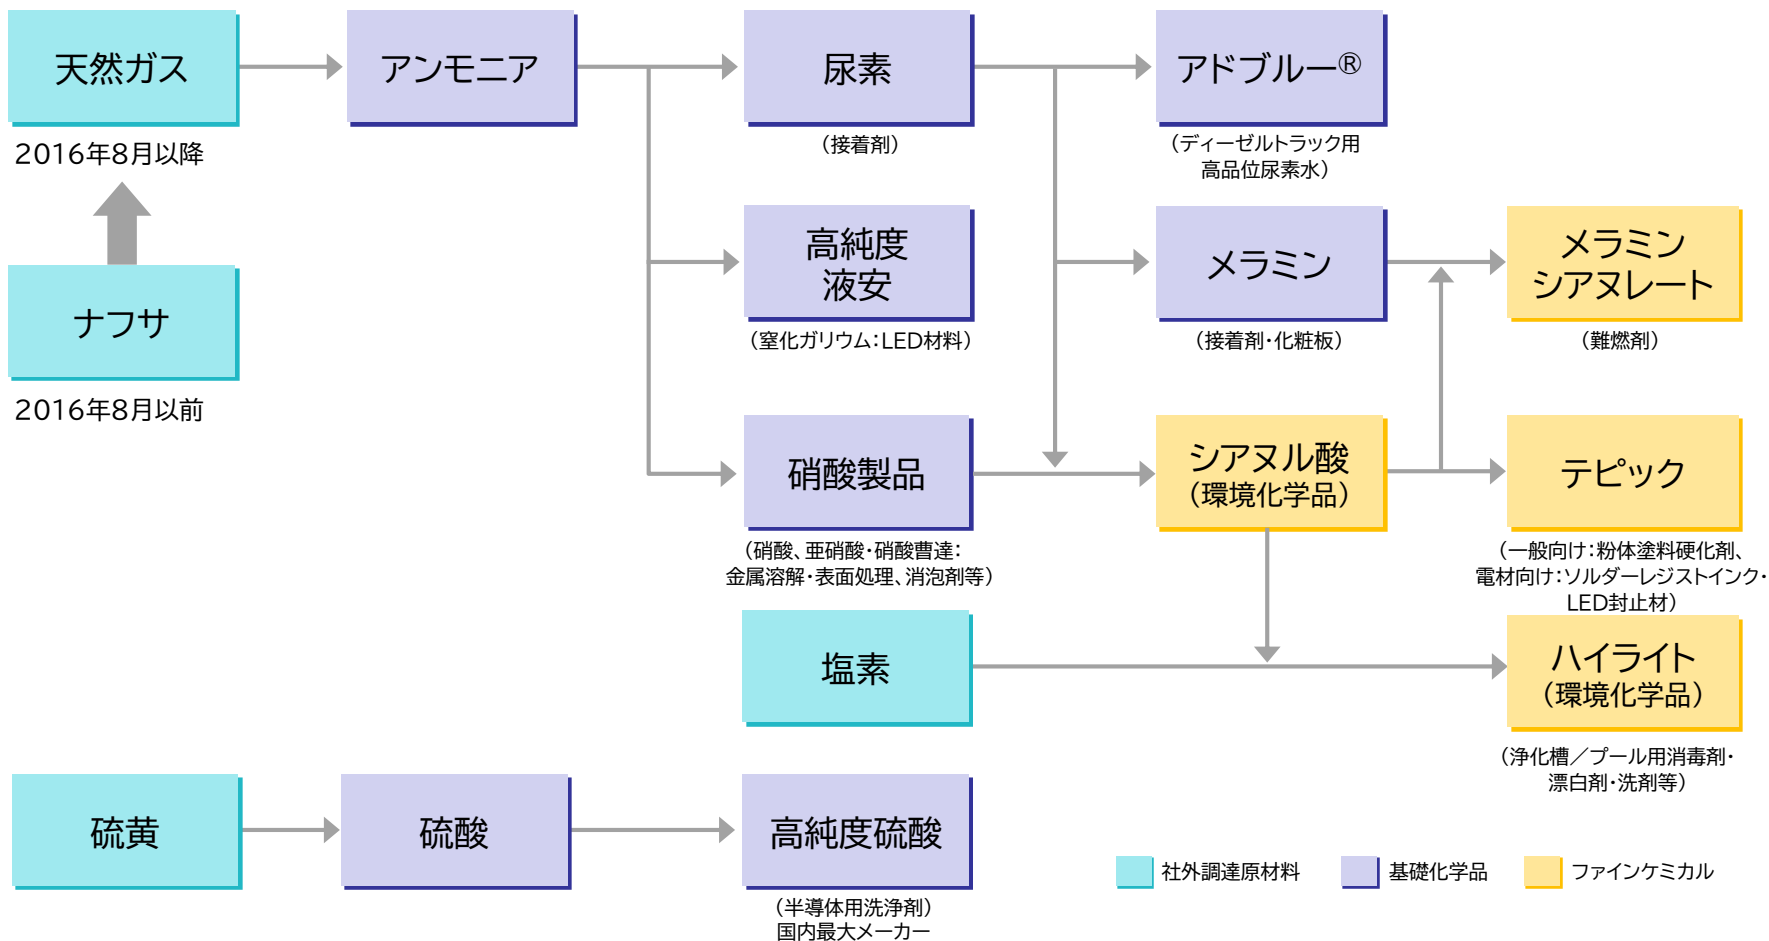 天然ガス
2016年8月以降
ナフサ
2016年8月以前
アンモニア
尿素
（接着剤）
アドブルー®
（ディーゼルトラック用
高品位尿素水）
高純度
液安
（窒化ガリウム：LED材料）
メラミン
（接着剤・化粧板）
メラミン
シアヌレート
（難燃剤）
硝酸製品
（硝酸、亜硝酸・硝酸曹達：
金属溶解・表面処理、消泡剤等）
シアヌル酸
（環境化学品）
テピック
（一般向け：粉体塗料硬化剤、
電材向け：ソルダーレジストインク・
LED封止材）
塩素
ハイライト
（環境化学品）
（浄化槽／プール用消毒剤・
漂白剤・洗剤等）
硫黄
硫酸
高純度硫酸
（半導体用洗浄剤）
国内最大メーカー
社外調達原材料
基礎化学品
ファインケミカル